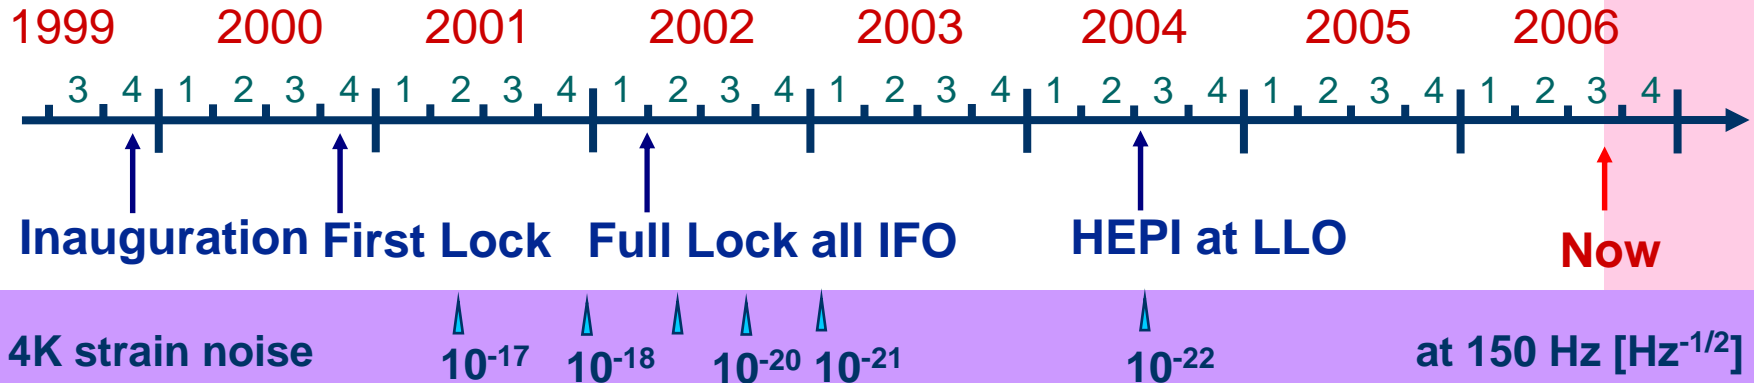 1999 2000 2001 2002 2003 2004 2005 2006
3 4 1 2 3 4 1 2 3 4 1 2 3 4 1 2 3 4 1 2 3 4 1 2 3 4 1 2 3 4
Inauguration First Lock Full Lock all IFO HEPI at LLO Now
4K strain noise 10⁻¹⁷ 10⁻¹⁸ 10⁻²⁰ 10⁻²¹ 10⁻²² at 150 Hz [Hz⁻¹/²]